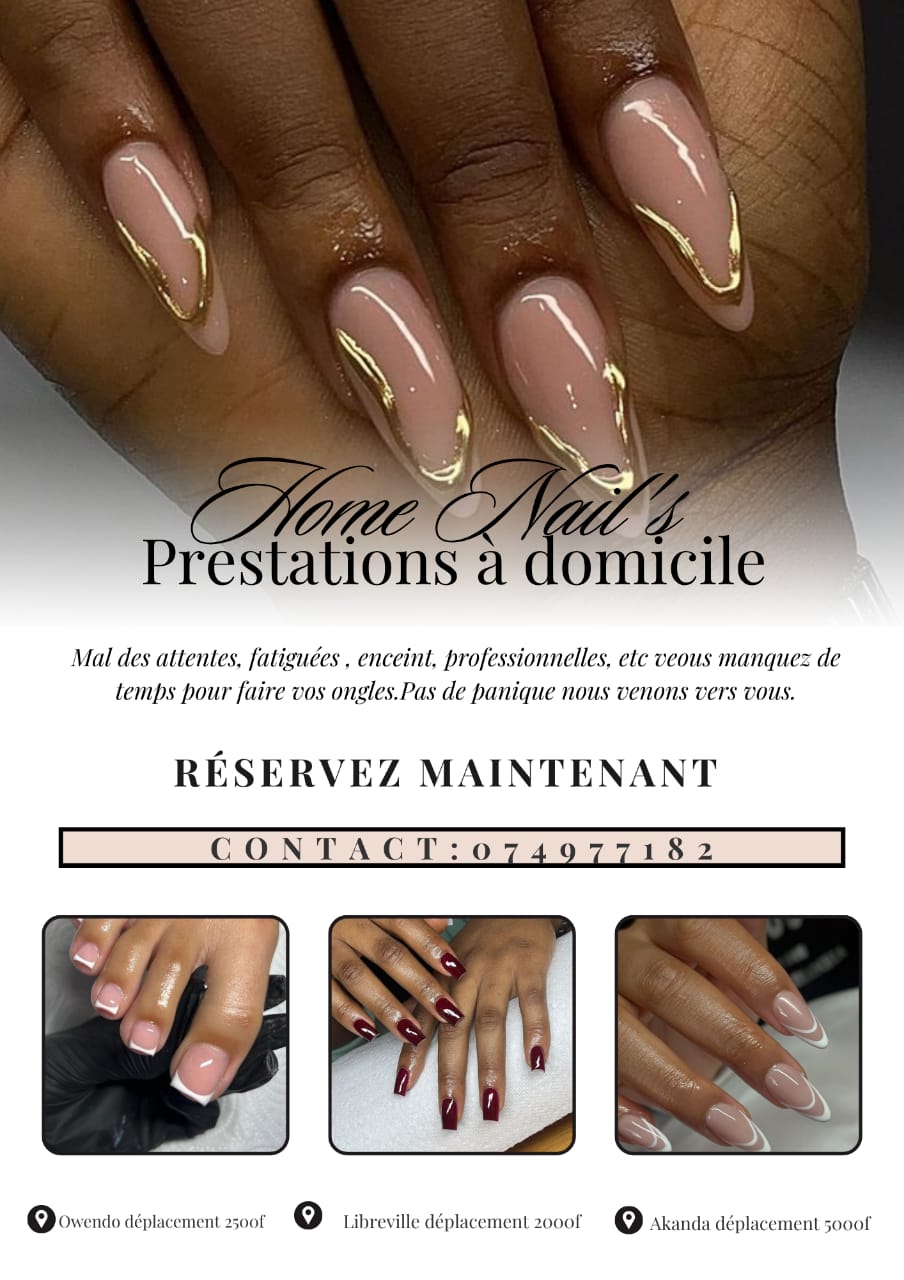 Home Nail's
Prestations à domicile
Mal des attentes, fatiguées , enceint, professionnelles, etc veous manquez de
temps pour faire vos ongles.Pas de panique nous venons vers vous.
RÉSERVEZ MAINTENANT
CONTACT:074977182
Owendo déplacement 2500f
Libreville déplacement 2000f
Akanda déplacement 5000f